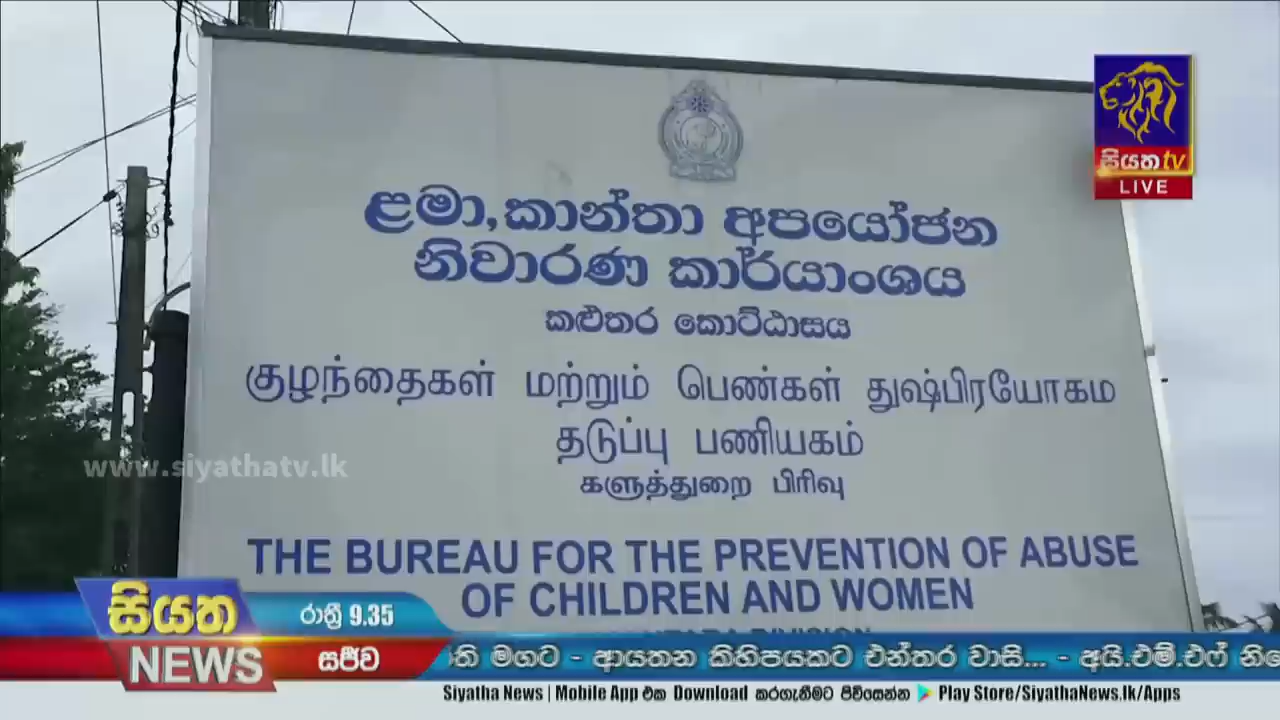 සියත tv
LIVE
ළමා, කාන්තා අපයෝජන
නිවාරණ කාර්යාංශය
කළුතර කොට්ඨාසය
குழந்தைகள் மற்றும் பெண்கள் துஷ்பிரயோகம
தடுப்பு பணியகம்
களுத்துறை பிரிவு
www.siyathatv.lk
THE BUREAU FOR THE PREVENTION OF ABUSE
OF CHILDREN AND WOMEN
සියත
NEWS
රාත්‍රී 9.35
සජීව
මගට - ආයතන කිහිපයකට එන්තර වාසි... - අයි.එම්.එෆ්
Siyatha News | Mobile App එක Download කරගැනීමට පිවිසෙන්න Play Store/SiyathaNews.lk/Apps